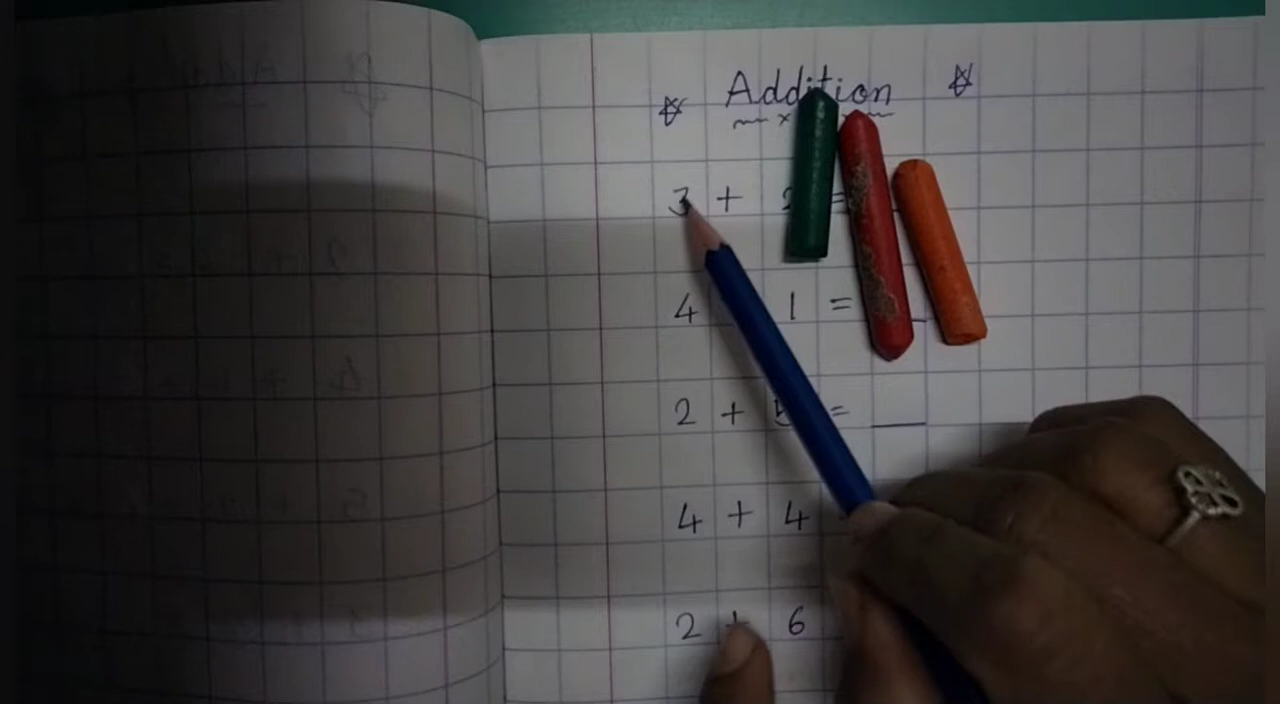 Addition
3 + 2 =
4 1 =
2 + 5 =
4 + 4
2 + 6